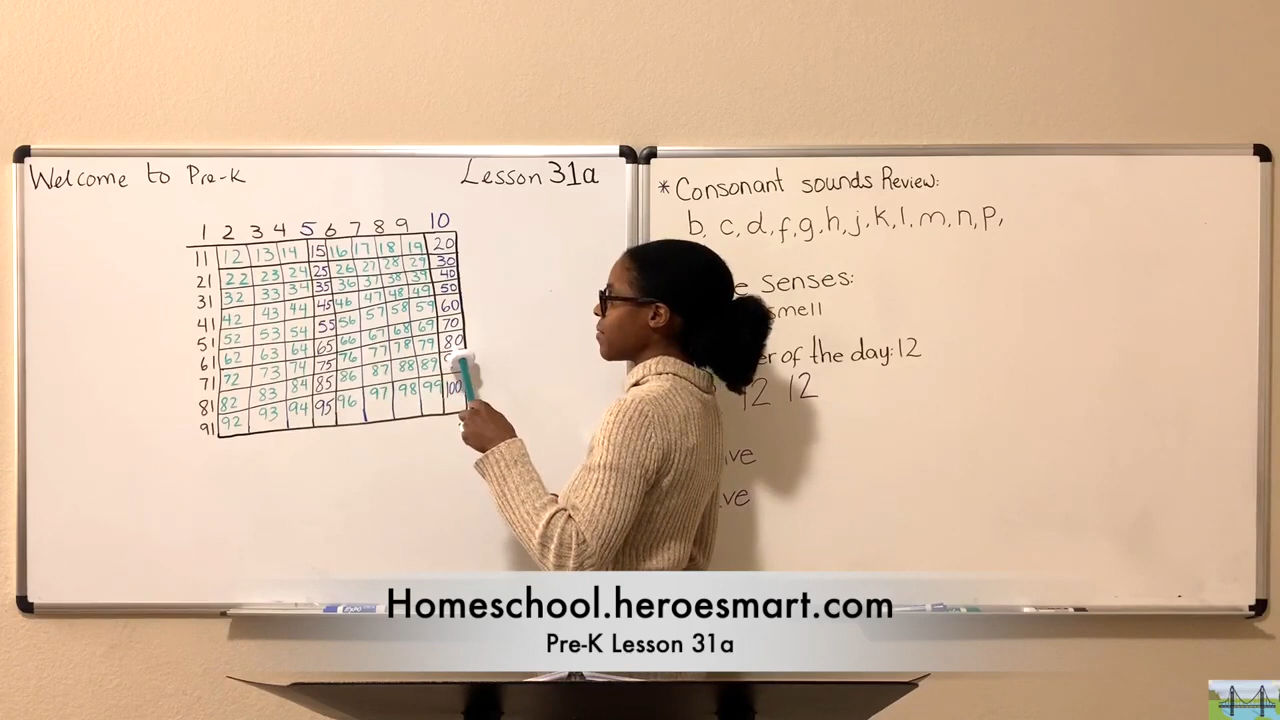 Welcome to Pre-K
Lesson 31a
1 2 3 4 5 6 7 8 9 10
11 12 13 14 15 16 17 18 19 20
21 22 23 24 25 26 27 28 29 30
31 32 33 34 35 36 37 38 39 40
41 42 43 44 45 46 47 48 49 50
51 52 53 54 55 56 57 58 59 60
61 62 63 64 65 66 67 68 69 70
71 72 73 74 75 76 77 78 79 80
81 82 83 84 85 86 87 88 89
91 92 93 94 95 96 97 98 99 100
* Consonant sounds Review:
b, c, d, f, g, h, j, k, l, m, n, p,
Senses:
smell
of the day: 12
12 12
Homeschool.heroesmart.com
Pre-K Lesson 31a